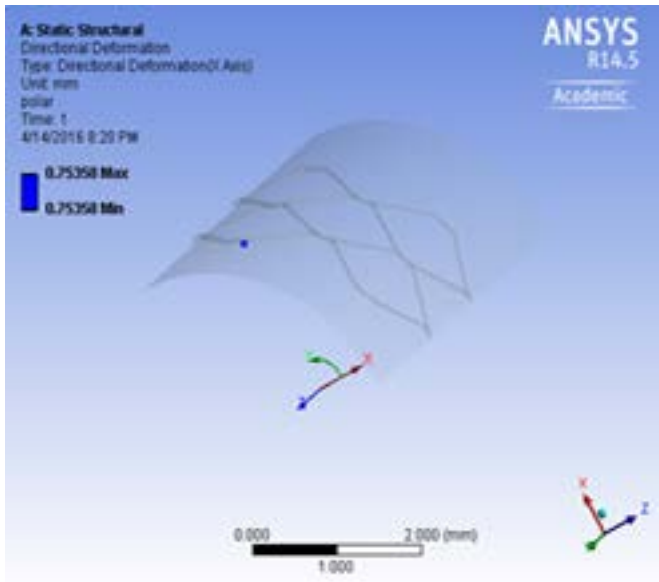 A: Static Structural
Directional Deformation
Type: Directional Deformation(X Axis)
Unit: mm
polar
Time: 1
4/14/2016 8:20 PM
0.75358 Max
0.75358 Min
ANSYS
R14.5
Academic
X
X
Z
0.000
2.000 (mm)
1.000